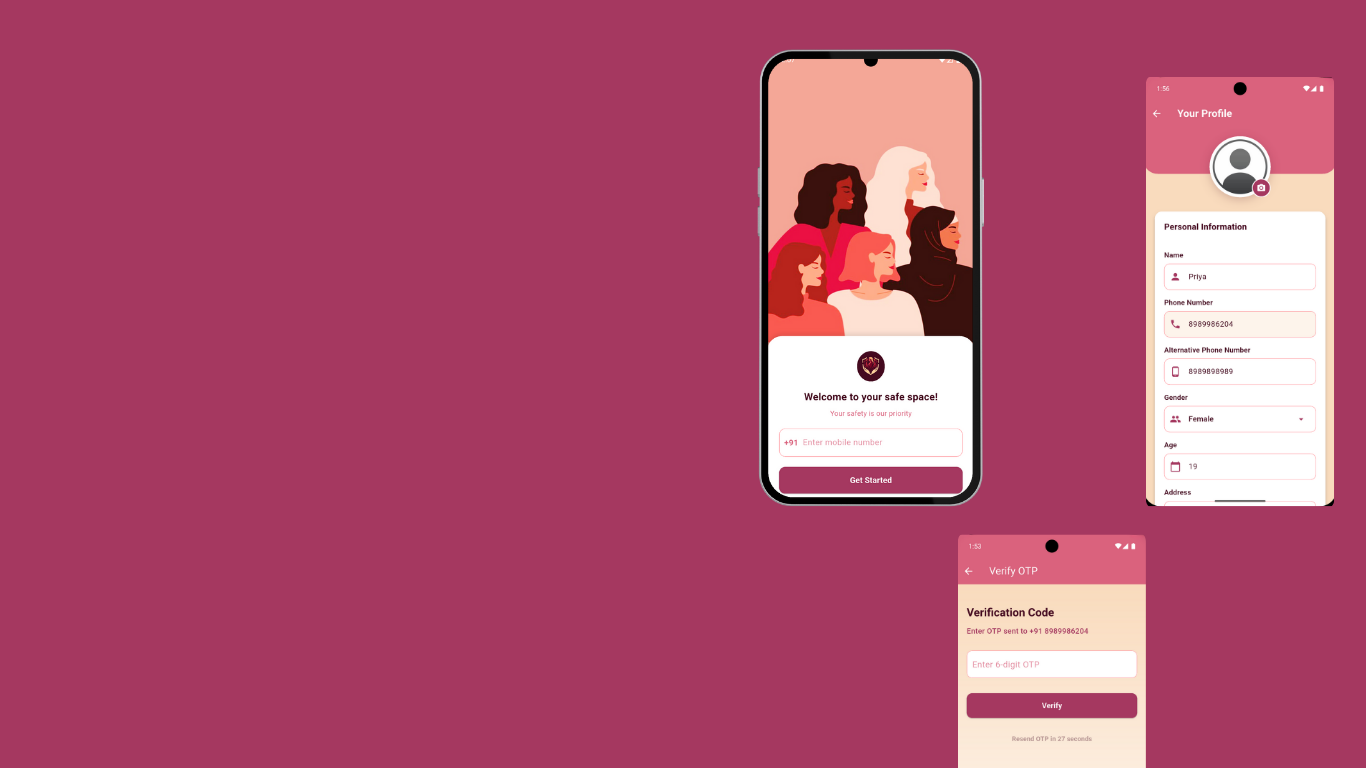 Welcome to your safe space!
Your safety is our priority
+91 Enter mobile number
Get Started
1:56
Your Profile
Personal Information
Name
Priya
Phone Number
8989986204
Alternative Phone Number
8989898989
Gender
Female
Age
19
Address
1:53
Verify OTP
Verification Code
Enter OTP sent to +91 8989986204
Enter 6-digit OTP
Verify
Resend OTP in 27 seconds